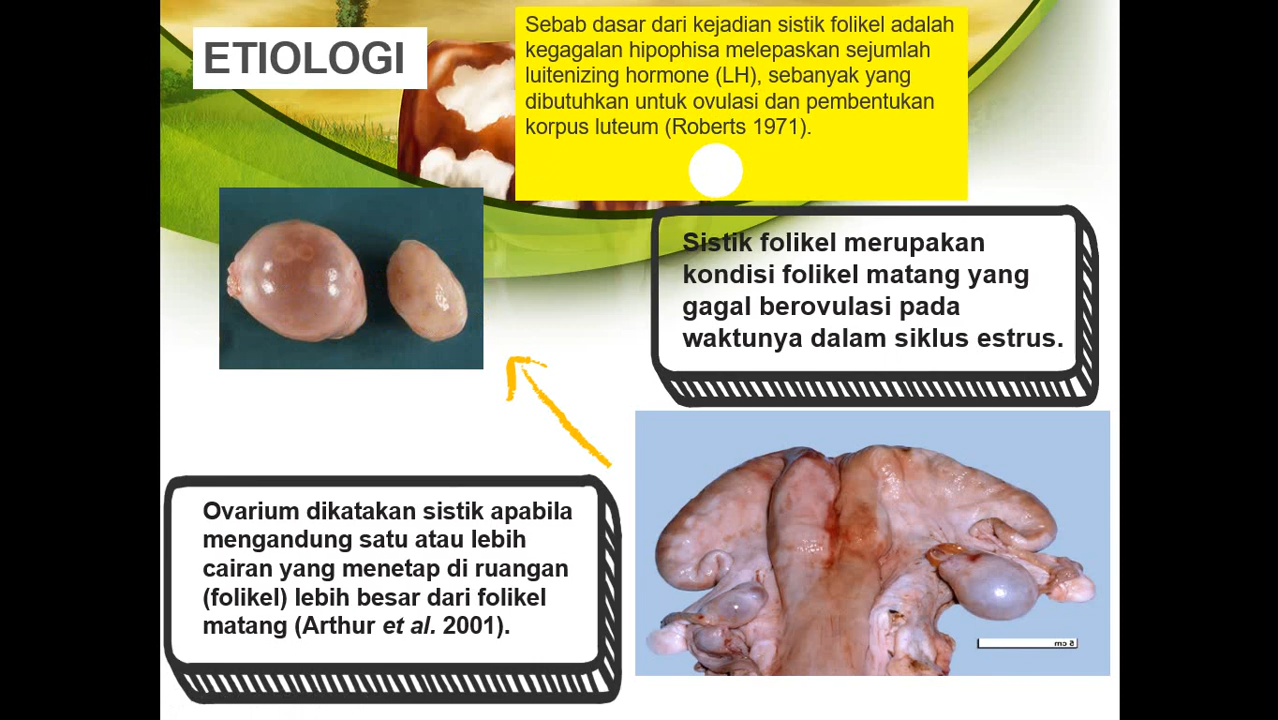 ETIOLOGI
Sebab dasar dari kejadian sistik folikel adalah
kegagalan hipophisa melepaskan sejumlah
luitenizing hormone (LH), sebanyak yang
dibutuhkan untuk ovulasi dan pembentukan
korpus luteum (Roberts 1971).
Sistik folikel merupakan
kondisi folikel matang yang
gagal berovulasi pada
waktunya dalam siklus estrus.
Ovarium dikatakan sistik apabila
mengandung satu atau lebih
cairan yang menetap di ruangan
(folikel) lebih besar dari folikel
matang (Arthur et al. 2001).
5 cm